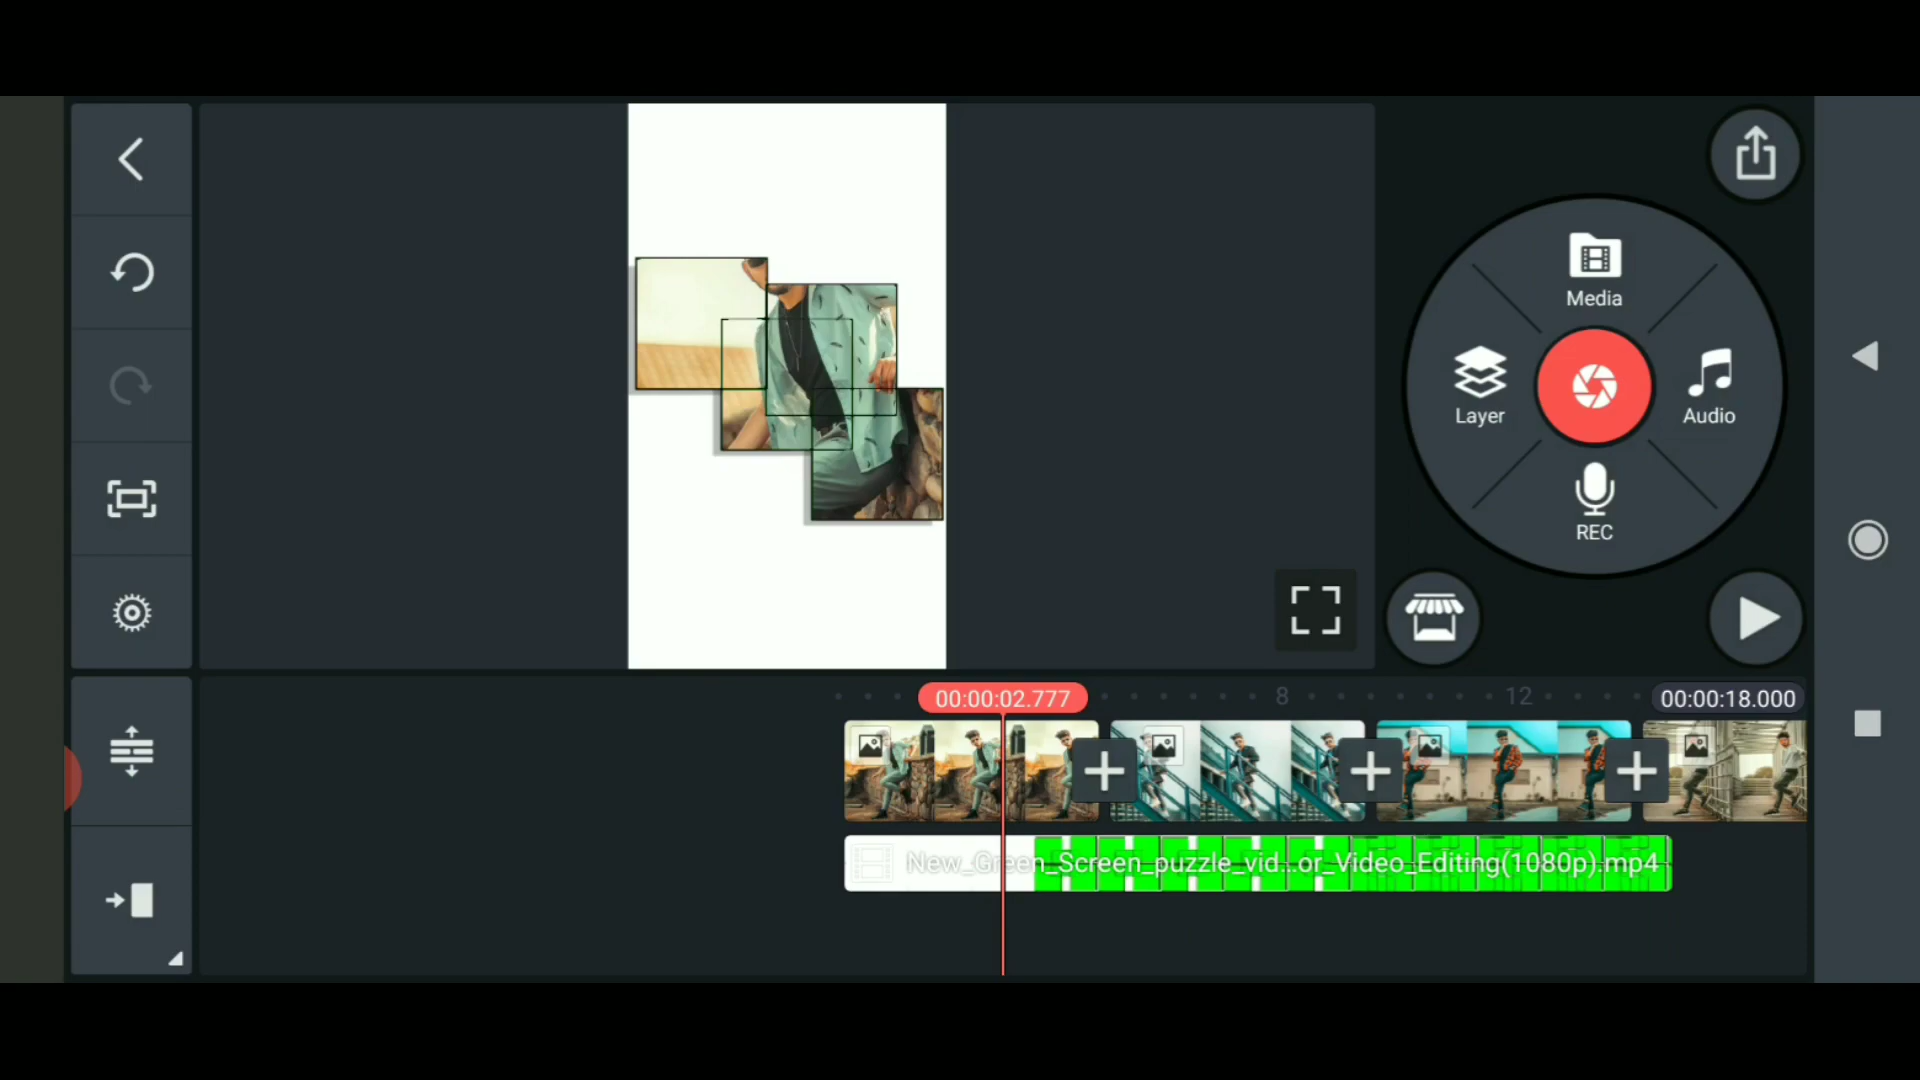 Media
Layer
Audio
REC
00:00:02.777
8
12
00:00:18.000
New_Green_Screen_puzzle_vid...or_Video_Editing(1080p).mp4